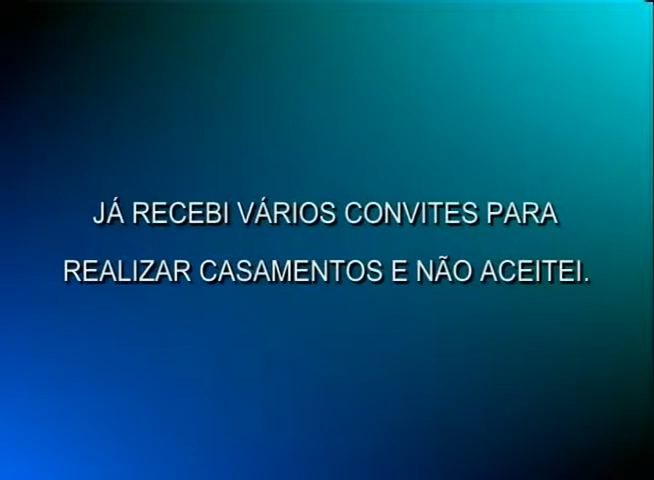 JÁ RECEBI VÁRIOS CONVITES PARA
REALIZAR CASAMENTOS E NÃO ACEITEI.